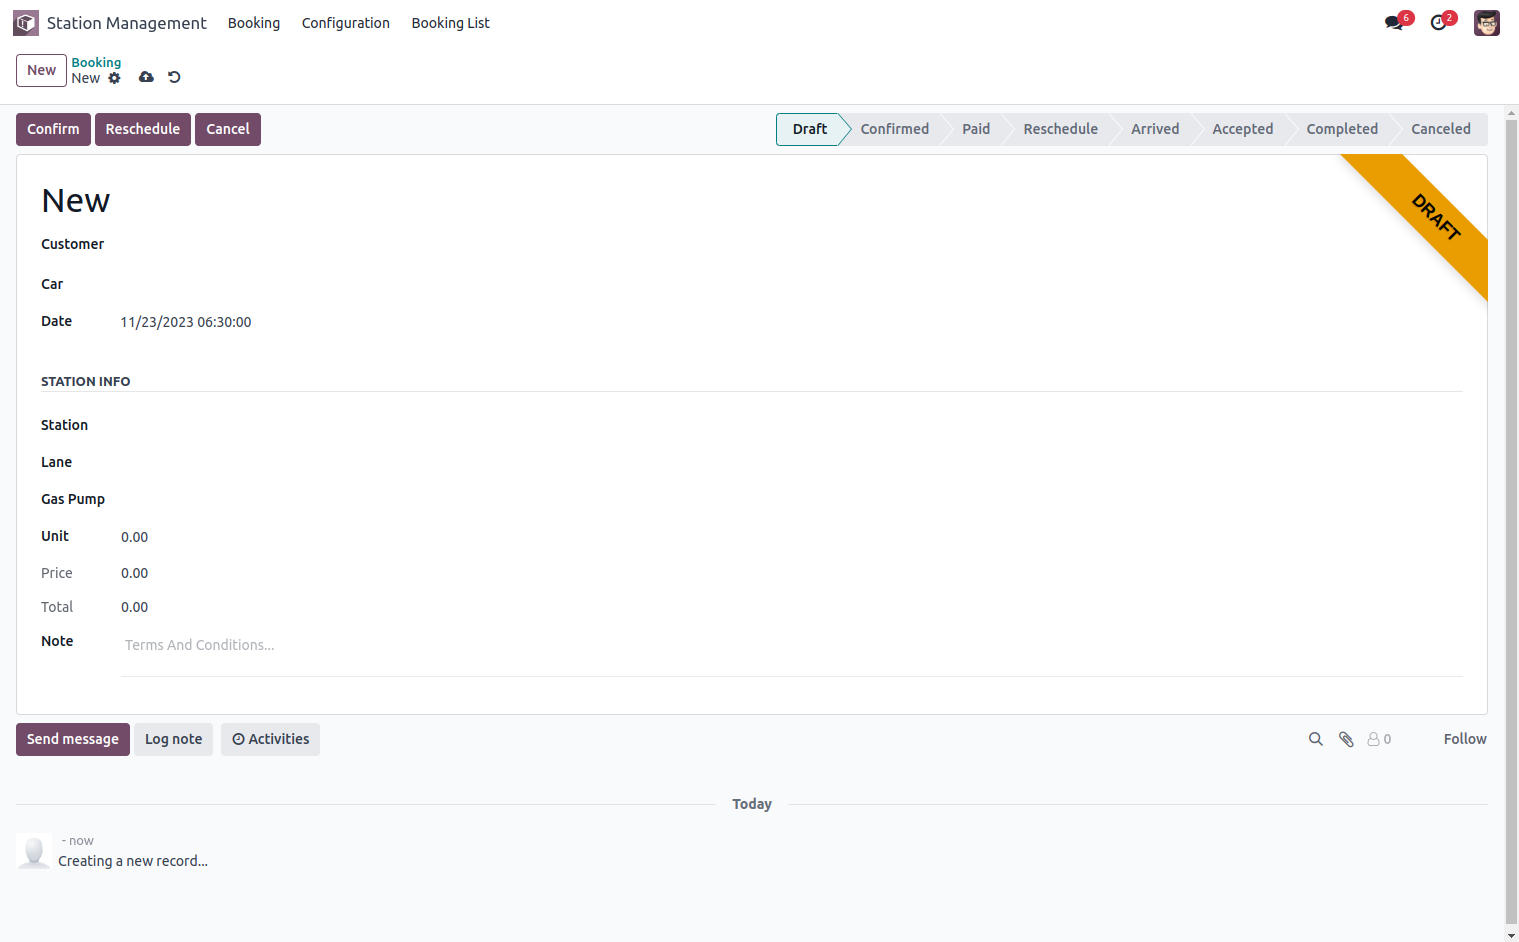 Station Management Booking Configuration Booking List 6 2
New Booking
New
Confirm Reschedule Cancel Draft Confirmed Paid Reschedule Arrived Accepted Completed Canceled
DRAFT
New
Customer
Car
Date 11/23/2023 06:30:00
STATION INFO
Station
Lane
Gas Pump
Unit 0.00
Price 0.00
Total 0.00
Note Terms And Conditions...
Send message Log note Activities 0 Follow
Today
- now
Creating a new record...